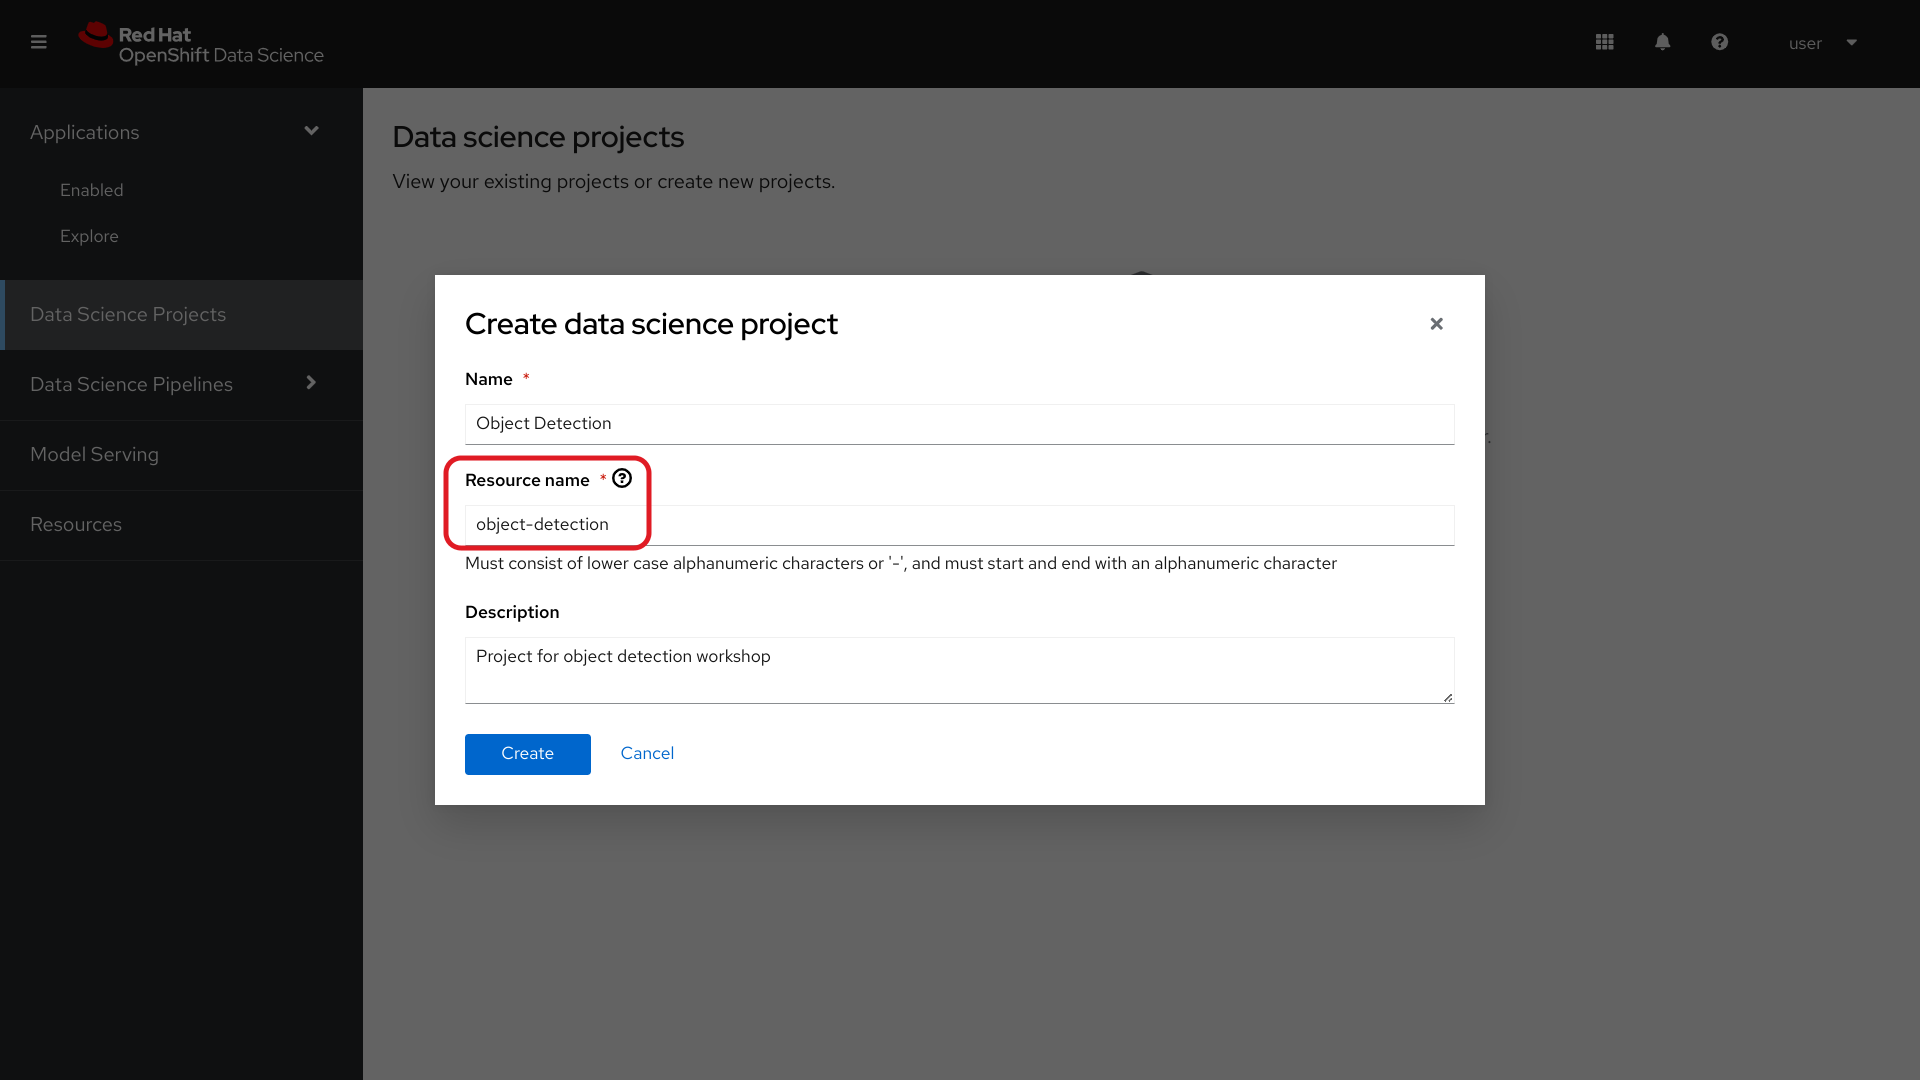 Red Hat
OpenShift Data Science
user
Applications
Enabled
Explore
Data Science Projects
Data Science Pipelines
Model Serving
Resources
Data science projects
View your existing projects or create new projects.
Create data science project
Name *
Object Detection
Resource name *
object-detection
Must consist of lower case alphanumeric characters or '-', and must start and end with an alphanumeric character
Description
Project for object detection workshop
Create Cancel